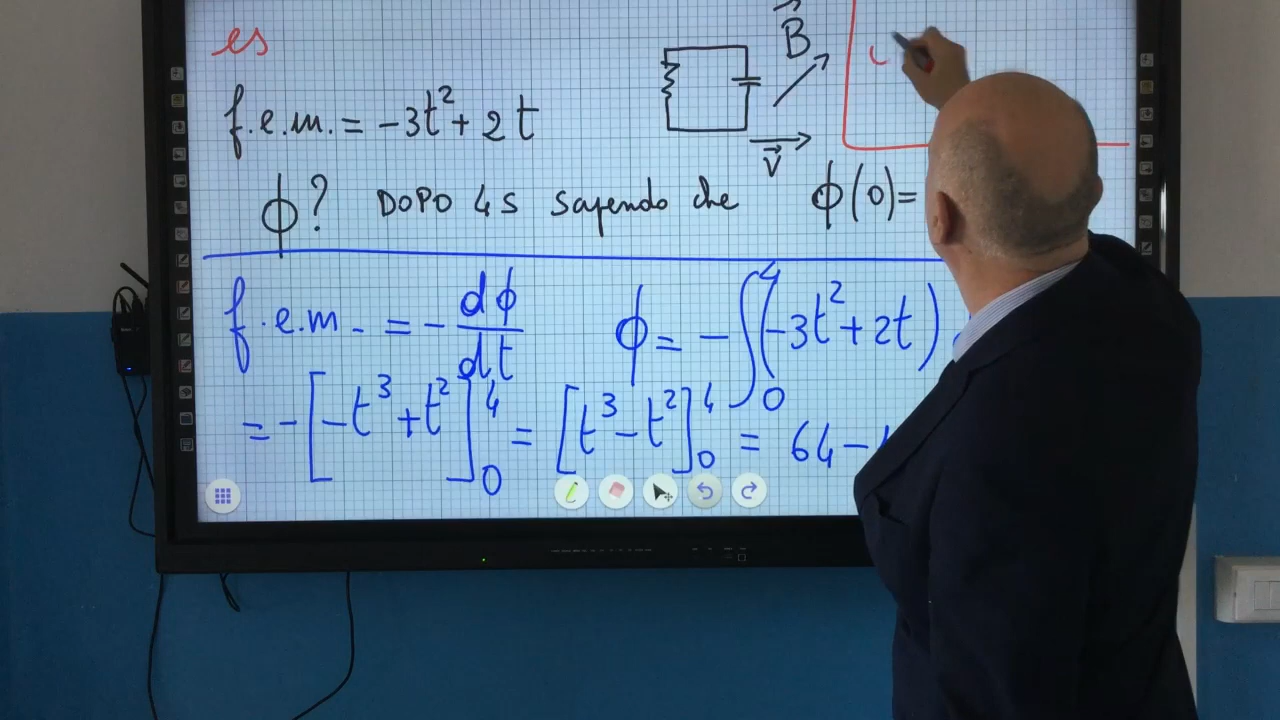 es
B⃗
f.e.m. = -3t² + 2t
v⃗
ϕ? DOPO 4 s sapendo che ϕ(0)=
f.e.m. = - dϕ/dt ϕ = - ∫₀⁴ (-3t² + 2t)
= - [-t³ + t²]₀⁴ = [t³ - t²]₀⁴ = 64 -